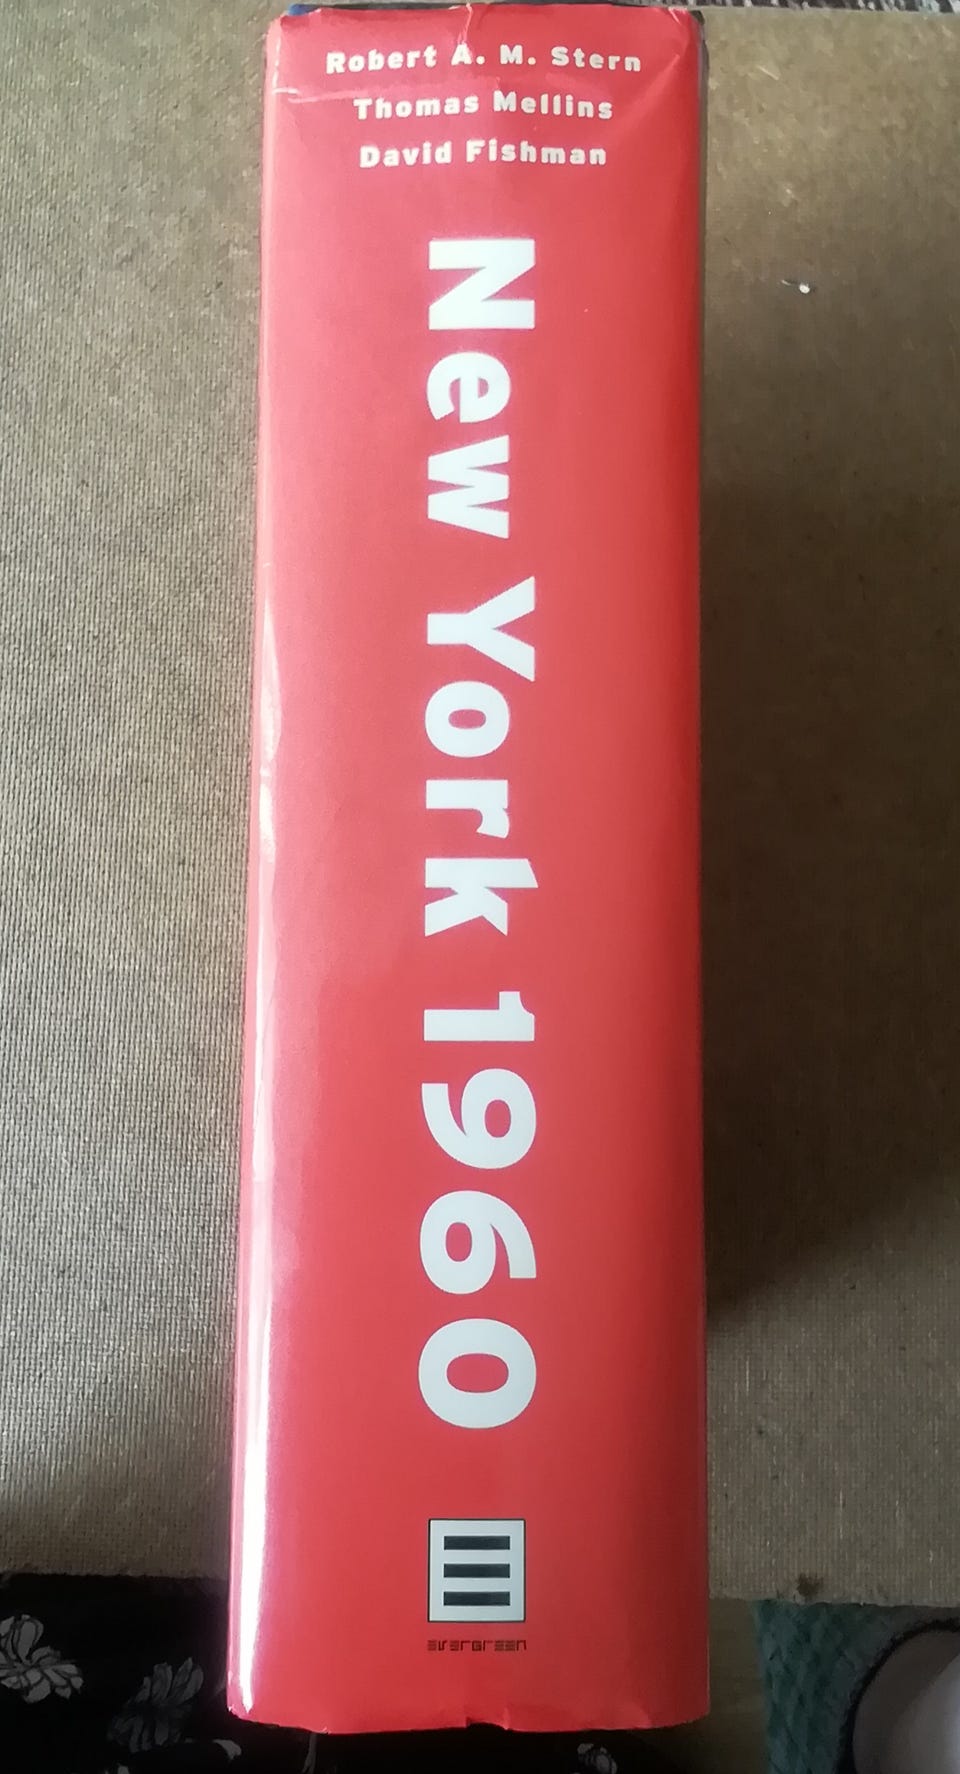 Robert A. M. Stern
Thomas Mellins
David Fishman
New York 1960
EVERGREEN